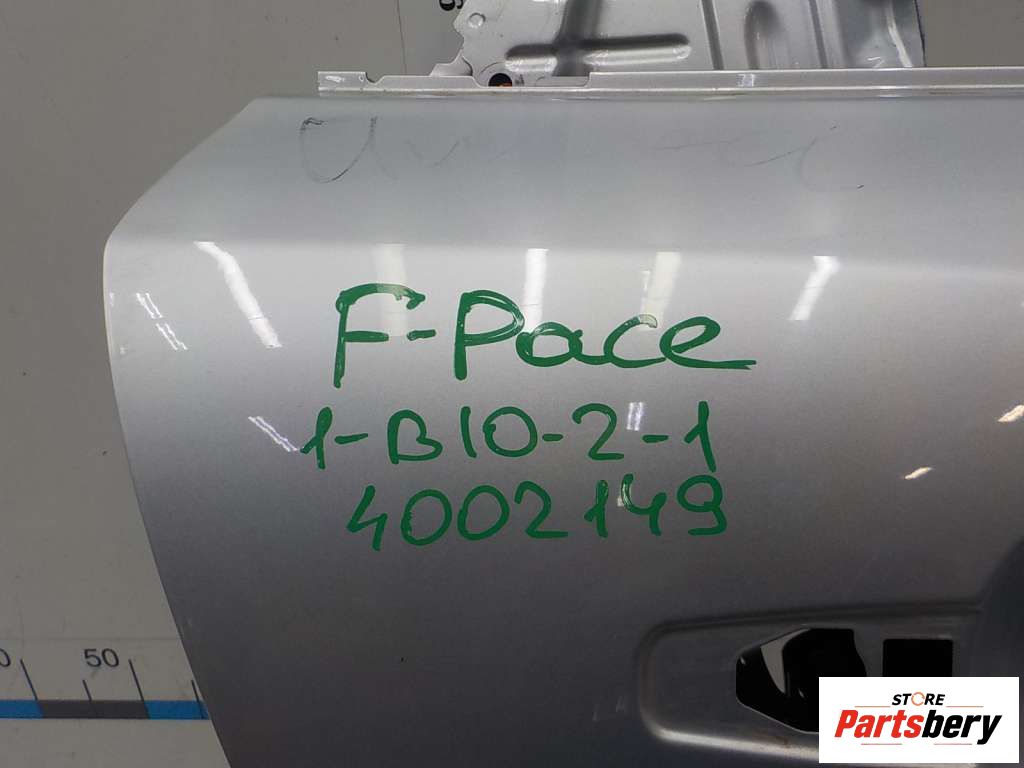 F-Pace
1-B10-2-1
4002149
50
STORE
Partsbery